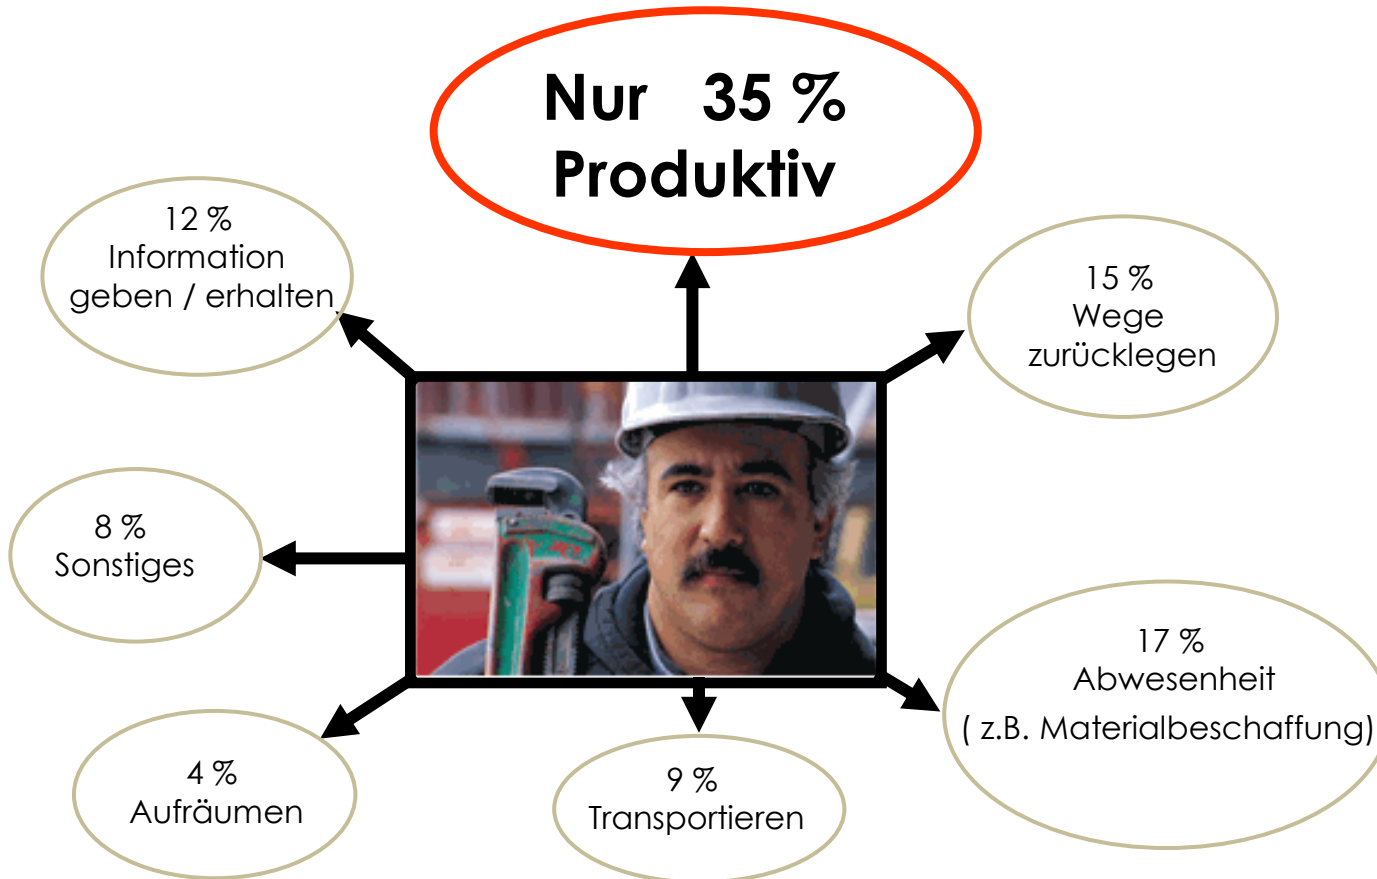 Nur 35 %
Produktiv
12 %
Information
geben / erhalten
15 %
Wege
zurücklegen
8 %
Sonstiges
17 %
Abwesenheit
( z.B. Materialbeschaffung)
4 %
Aufräumen
9 %
Transportieren